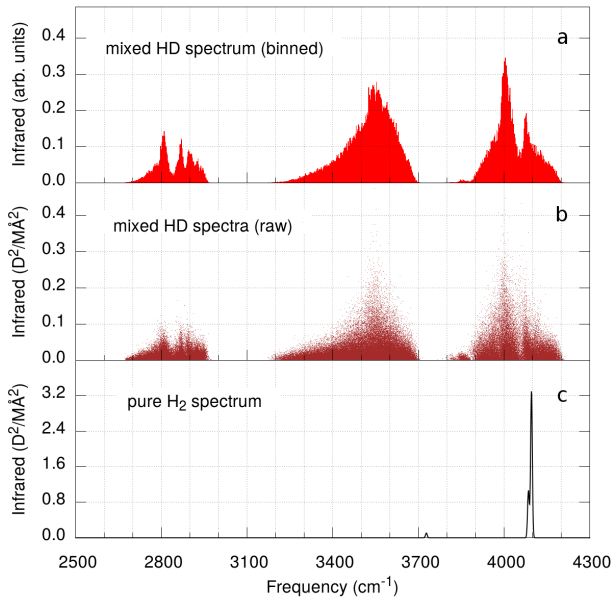 mixed HD spectrum (binned)
a
Infrared (arb. units)
0.4
0.3
0.2
0.1
0.0
mixed HD spectra (raw)
b
Infrared (D²/MÅ²)
0.4
0.3
0.2
0.1
0.0
pure H₂ spectrum
c
Infrared (D²/MÅ²)
3.2
2.4
1.6
0.8
0.0
2500 2800 3100 3400 3700 4000 4300
Frequency (cm⁻¹)